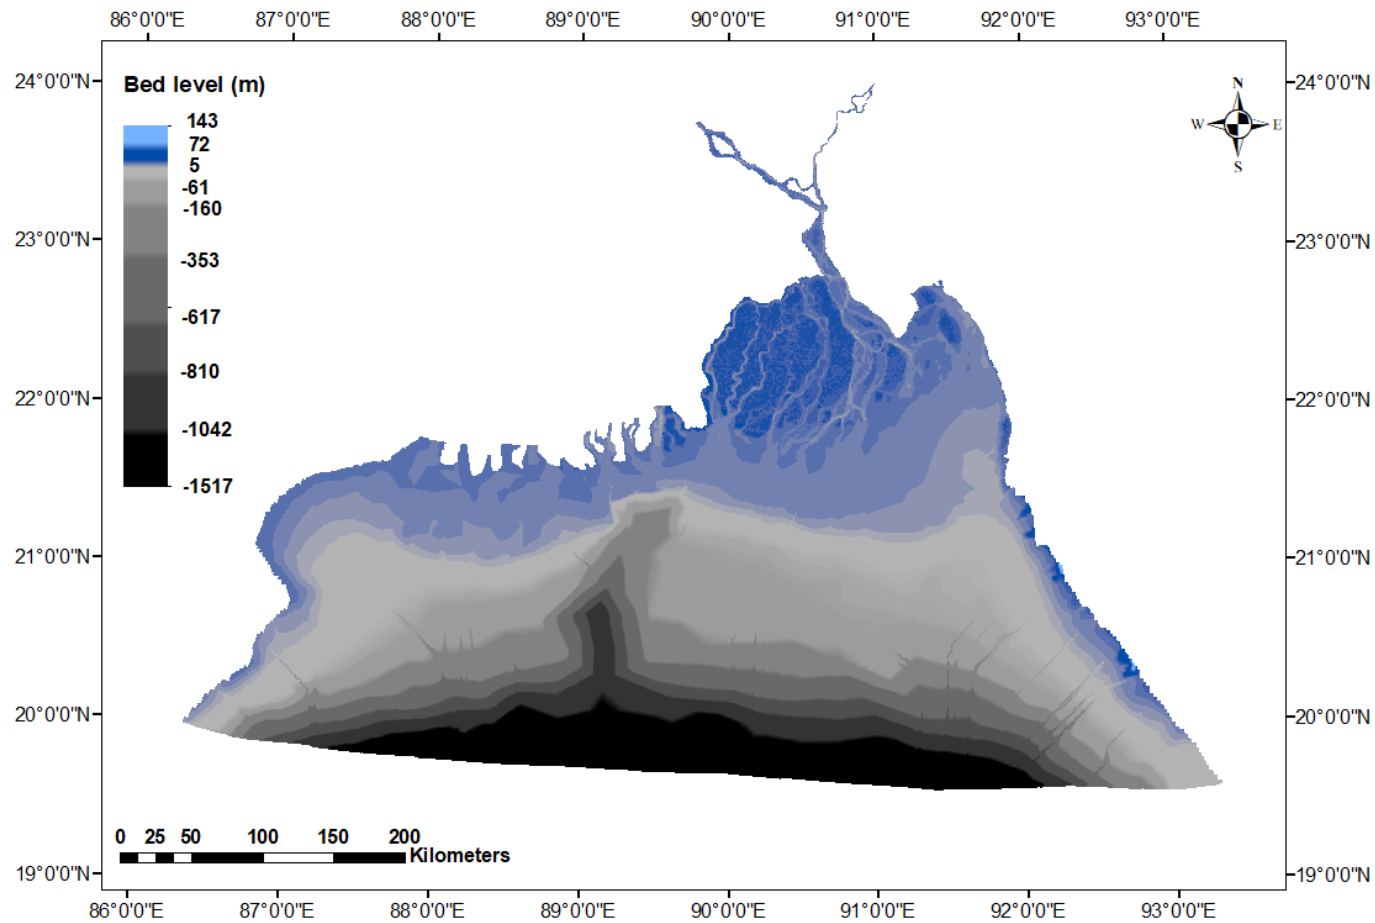 86°0'0"E 87°0'0"E 88°0'0"E 89°0'0"E 90°0'0"E 91°0'0"E 92°0'0"E 93°0'0"E
24°0'0"N 24°0'0"N
Bed level (m)
143
72
5
-61
-160
-353
-617
-810
-1042
-1517
N
W E
S
23°0'0"N 23°0'0"N
22°0'0"N 22°0'0"N
21°0'0"N 21°0'0"N
20°0'0"N 20°0'0"N
0 25 50 100 150 200
Kilometers
19°0'0"N 19°0'0"N
86°0'0"E 87°0'0"E 88°0'0"E 89°0'0"E 90°0'0"E 91°0'0"E 92°0'0"E 93°0'0"E